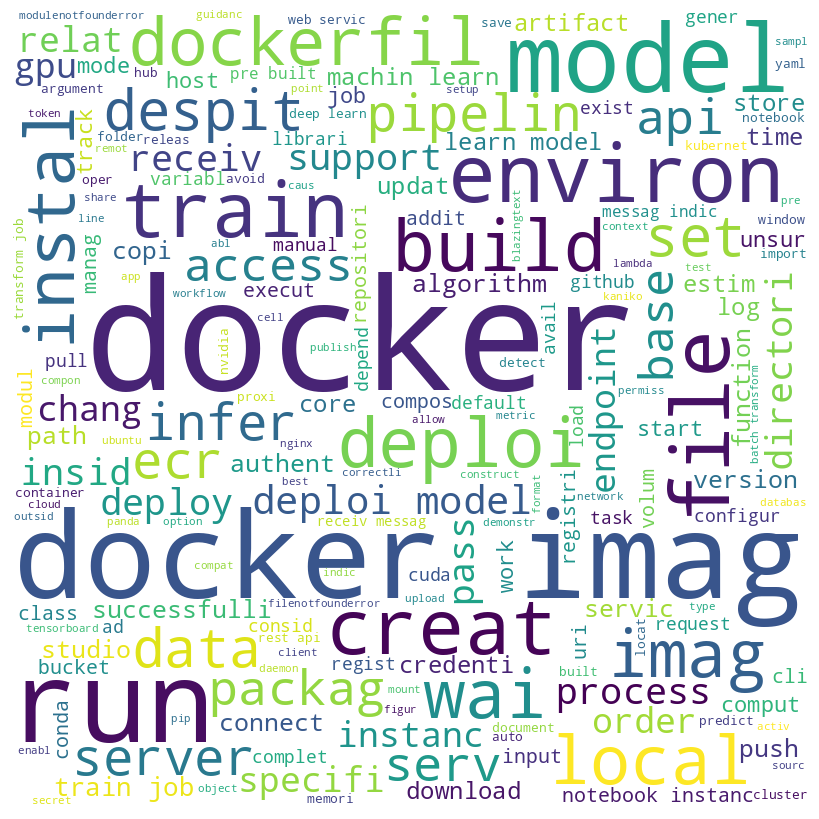 modulenotfounderror
guidanc
web servic
save
artifact
gener
sampl
relat
dockerfil
model
gpu
mode
hub
pre built
machin learn
yaml
argument
host
point
setup
job
exist
store
token
despit
deep learn
pipelin
api
notebook
folder
releas
librari
learn model
time
instal
track
remot
receiv
support
environ
kubernet
oper
variabl
avoid
caus
updat
pre
share
train
addit
messag indic
window
line
build
set
context
transform job
manag
copi
abl
manual
repositori
blazingtext
unsur
import
access
algorithm
github
lambda
test
app
workflow
execut
estim
kaniko
docker
base
log
cell
nvidia
avail
file
directori
publish
depend
endpoint
function
pull
detect
compon
modul
proxi
core
compos
default
load
permiss
batch transform
chang
infer
allow
metric
path
ubuntu
nginx
deploi
start
insid
ecr
authent
correctli
construct
container
best
registri
volum
version
cloud
deploy
deploi model
format
network
databas
outsid
panda
option
receiv messag
demonstr
task
configur
docker imag
pass
work
compat
indic
cuda
class
successfulli
filenotfounderror
upload
servic
type
tensorboard
ad
consid
rest api
creat
uri
locat
request
studio
data
client
imag
bucket
daemon
regist
credenti
built
cli
conda
run
packag
mount
wai
process
comput
pip
connect
figur
document
order
predict
activ
enabl
server
complet
instanc
auto
input
local
push
serv
sourc
train job
object
specifi
memori
download
notebook instanc
cluster
secret